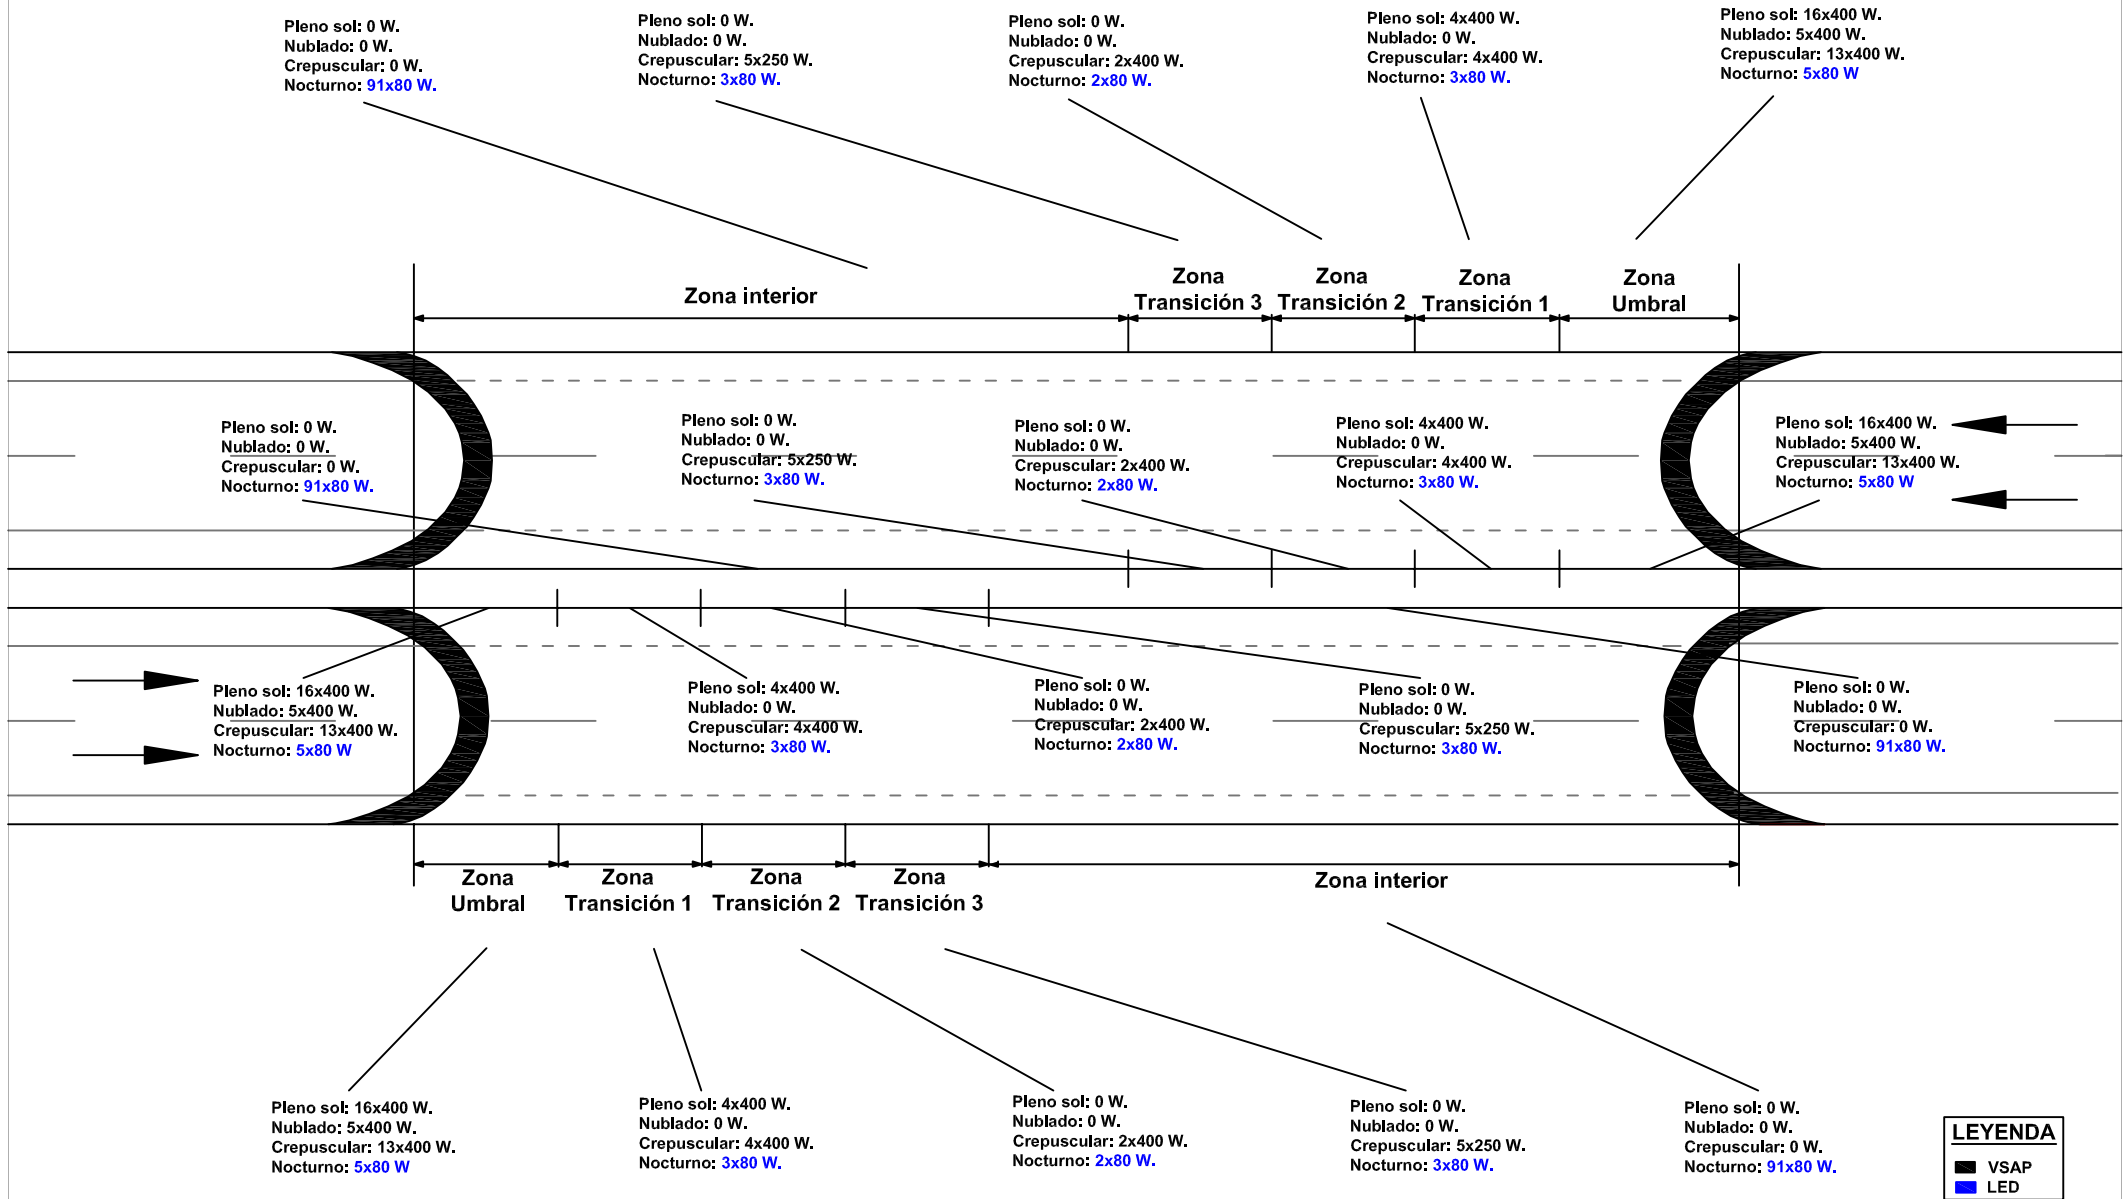 Pleno sol: 0 W.
Nublado: 0 W.
Crepuscular: 0 W.
Nocturno: 91x80 W.
Pleno sol: 0 W.
Nublado: 0 W.
Crepuscular: 5x250 W.
Nocturno: 3x80 W.
Pleno sol: 0 W.
Nublado: 0 W.
Crepuscular: 2x400 W.
Nocturno: 2x80 W.
Pleno sol: 4x400 W.
Nublado: 0 W.
Crepuscular: 4x400 W.
Nocturno: 3x80 W.
Pleno sol: 16x400 W.
Nublado: 5x400 W.
Crepuscular: 13x400 W.
Nocturno: 5x80 W
Zona interior
Zona
Transición 3
Zona
Transición 2
Zona
Transición 1
Zona
Umbral
Pleno sol: 0 W.
Nublado: 0 W.
Crepuscular: 0 W.
Nocturno: 91x80 W.
Pleno sol: 0 W.
Nublado: 0 W.
Crepuscular: 5x250 W.
Nocturno: 3x80 W.
Pleno sol: 0 W.
Nublado: 0 W.
Crepuscular: 2x400 W.
Nocturno: 2x80 W.
Pleno sol: 4x400 W.
Nublado: 0 W.
Crepuscular: 4x400 W.
Nocturno: 3x80 W.
Pleno sol: 16x400 W.
Nublado: 5x400 W.
Crepuscular: 13x400 W.
Nocturno: 5x80 W
Pleno sol: 16x400 W.
Nublado: 5x400 W.
Crepuscular: 13x400 W.
Nocturno: 5x80 W
Pleno sol: 4x400 W.
Nublado: 0 W.
Crepuscular: 4x400 W.
Nocturno: 3x80 W.
Pleno sol: 0 W.
Nublado: 0 W.
Crepuscular: 2x400 W.
Nocturno: 2x80 W.
Pleno sol: 0 W.
Nublado: 0 W.
Crepuscular: 5x250 W.
Nocturno: 3x80 W.
Pleno sol: 0 W.
Nublado: 0 W.
Crepuscular: 0 W.
Nocturno: 91x80 W.
Zona
Umbral
Zona
Transición 1
Zona
Transición 2
Zona
Transición 3
Zona interior
Pleno sol: 16x400 W.
Nublado: 5x400 W.
Crepuscular: 13x400 W.
Nocturno: 5x80 W
Pleno sol: 4x400 W.
Nublado: 0 W.
Crepuscular: 4x400 W.
Nocturno: 3x80 W.
Pleno sol: 0 W.
Nublado: 0 W.
Crepuscular: 2x400 W.
Nocturno: 2x80 W.
Pleno sol: 0 W.
Nublado: 0 W.
Crepuscular: 5x250 W.
Nocturno: 3x80 W.
Pleno sol: 0 W.
Nublado: 0 W.
Crepuscular: 0 W.
Nocturno: 91x80 W.
LEYENDA
VSAP
LED